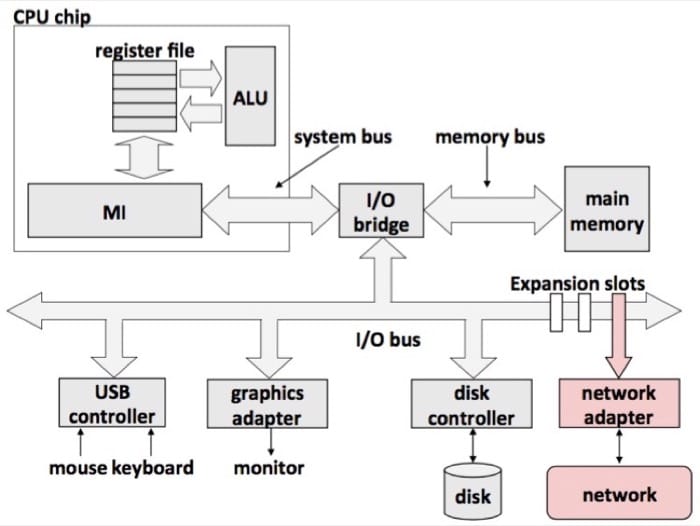 CPU chip
register file
ALU
system bus
memory bus
MI
I/O
bridge
main
memory
Expansion slots
I/O bus
USB
controller
graphics
adapter
disk
controller
network
adapter
mouse keyboard
monitor
disk
network